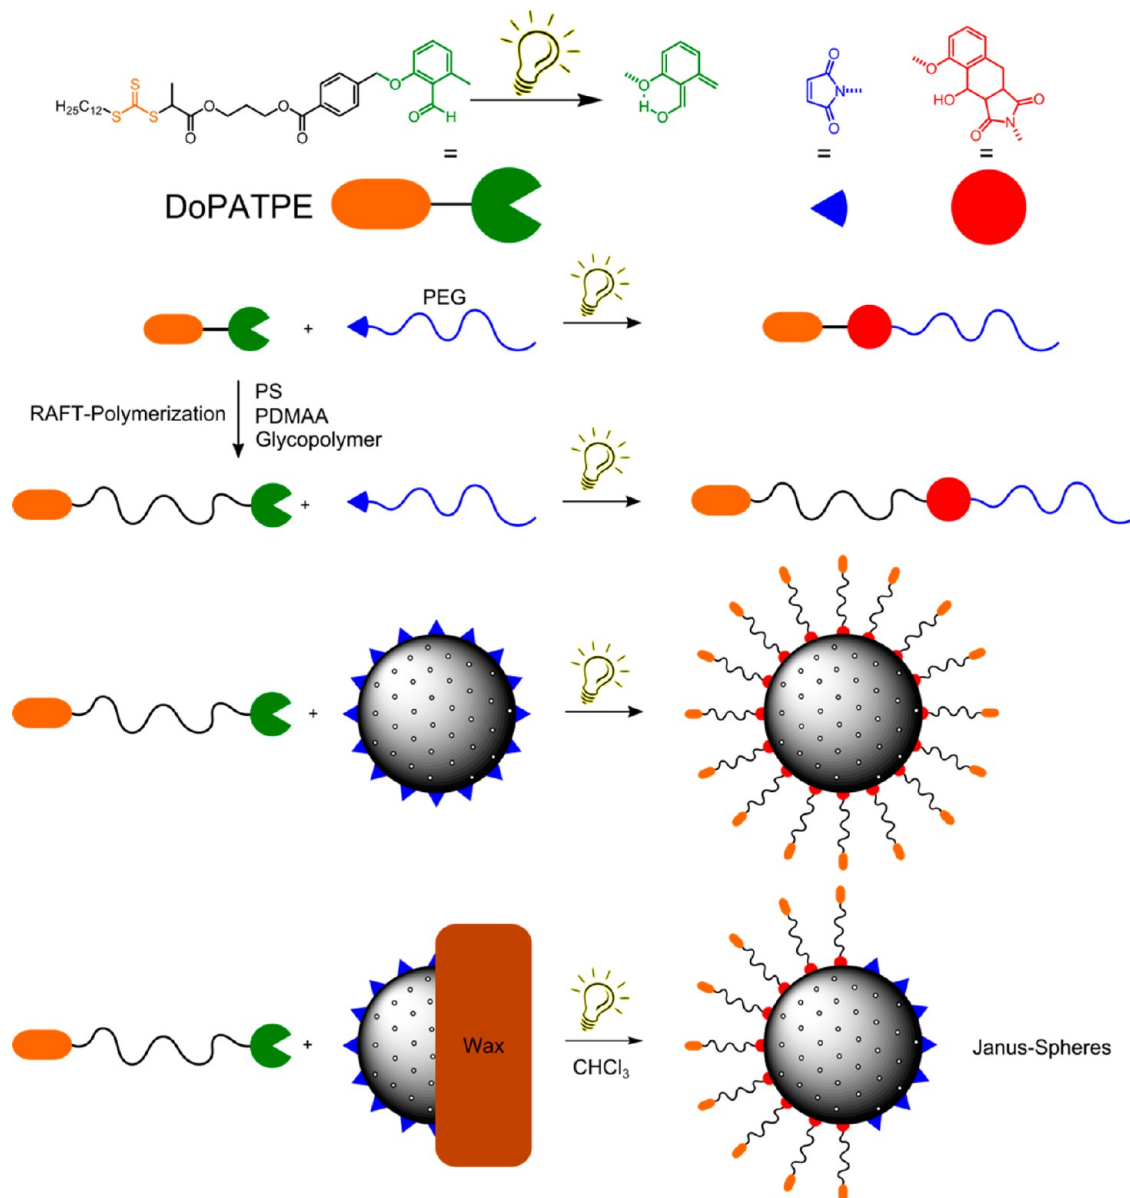 S
H₂₅C₁₂
S
S
O
O
O
O
O
O
H
O
H
O
O
N
O
O
HO
O
O
N
O
=
=
=
DoPATPE
PEG
+
RAFT-Polymerization
PS
PDMAA
Glycopolymer
+
+
+
Wax
CHCl₃
Janus-Spheres